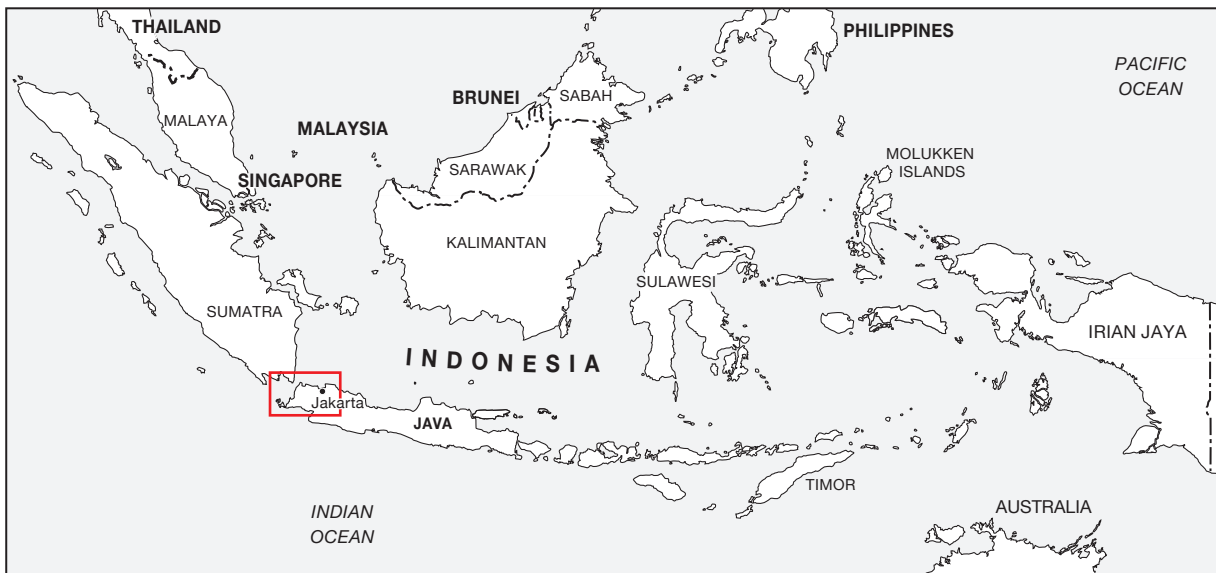 THAILAND
PHILIPPINES
PACIFIC
OCEAN
BRUNEI
SABAH
MALAYA
MALAYSIA
MOLUKKEN
ISLANDS
SARAWAK
SINGAPORE
KALIMANTAN
SULAWESI
SUMATRA
IRIAN JAYA
INDONESIA
Jakarta
JAVA
TIMOR
INDIAN
OCEAN
AUSTRALIA